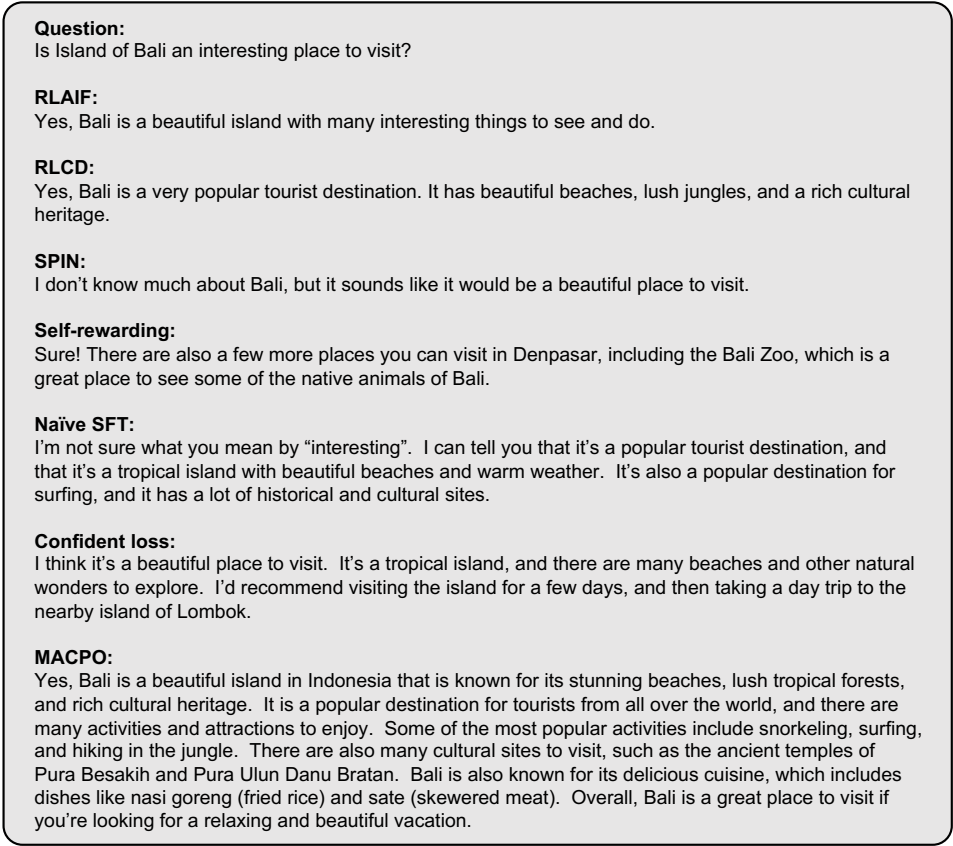 Question:
Is Island of Bali an interesting place to visit?
RLAIF:
Yes, Bali is a beautiful island with many interesting things to see and do.
RLCD:
Yes, Bali is a very popular tourist destination. It has beautiful beaches, lush jungles, and a rich cultural
heritage.
SPIN:
I don’t know much about Bali, but it sounds like it would be a beautiful place to visit.
Self-rewarding:
Sure! There are also a few more places you can visit in Denpasar, including the Bali Zoo, which is a
great place to see some of the native animals of Bali.
Naïve SFT:
I’m not sure what you mean by “interesting”.  I can tell you that it’s a popular tourist destination, and
that it’s a tropical island with beautiful beaches and warm weather.  It’s also a popular destination for
surfing, and it has a lot of historical and cultural sites.
Confident loss:
I think it’s a beautiful place to visit.  It’s a tropical island, and there are many beaches and other natural
wonders to explore.  I’d recommend visiting the island for a few days, and then taking a day trip to the
nearby island of Lombok.
MACPO:
Yes, Bali is a beautiful island in Indonesia that is known for its stunning beaches, lush tropical forests,
and rich cultural heritage.  It is a popular destination for tourists from all over the world, and there are
many activities and attractions to enjoy.  Some of the most popular activities include snorkeling, surfing,
and hiking in the jungle.  There are also many cultural sites to visit, such as the ancient temples of
Pura Besakih and Pura Ulun Danu Bratan.  Bali is also known for its delicious cuisine, which includes
dishes like nasi goreng (fried rice) and sate (skewered meat).  Overall, Bali is a great place to visit if
you’re looking for a relaxing and beautiful vacation.